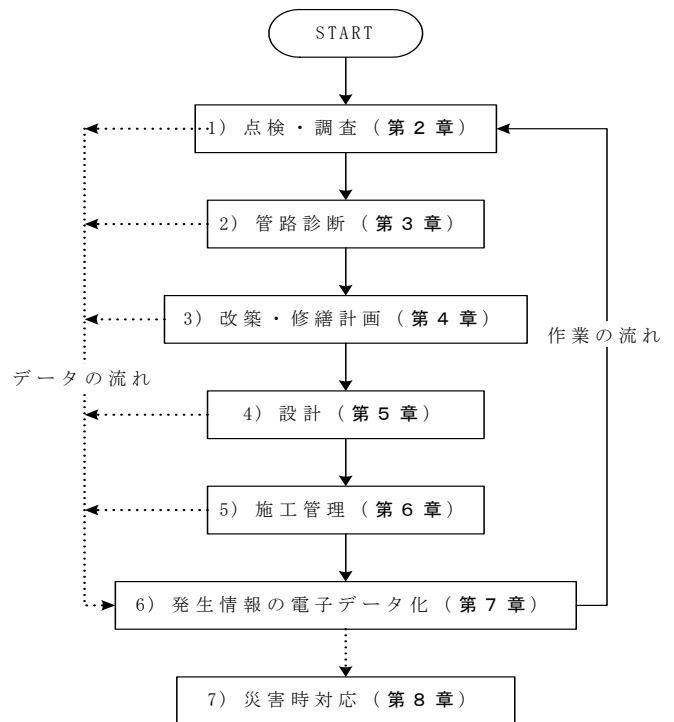 START
1) 点検・調査（第２章）
2) 管路診断（第３章）
3) 改築・修繕計画（第４章）
作業の流れ
データの流れ
4) 設計（第５章）
5) 施工管理（第６章）
6) 発生情報の電子データ化（第７章）
7) 災害時対応（第８章）